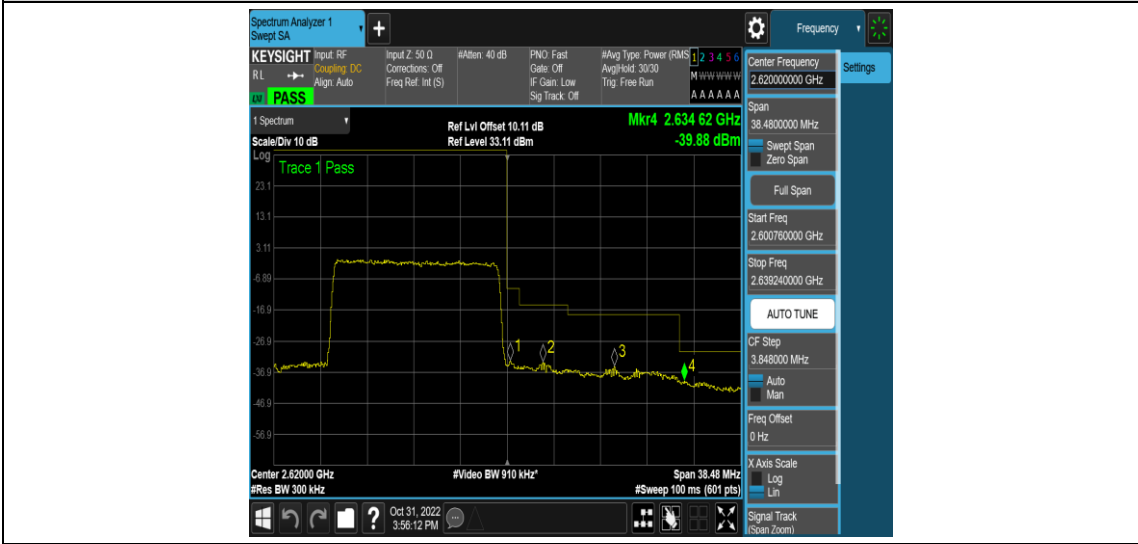 Spectrum Analyzer 1
Swept SA
+
Frequency
KEYSIGHT
RL
PASS
Input: RF
Coupling: DC
Align: Auto
Input Z: 50 Ω
Corrections: Off
Freq Ref: Int (S)
#Atten: 40 dB
PNO: Fast
Gate: Off
IF Gain: Low
Sig Track: Off
#Avg Type: Power (RMS
Avg|Hold: 30/30
Trig: Free Run
1 2 3 4 5 6
M W W W W W
A A A A A A
Center Frequency
2.620000000 GHz
Settings
Span
38.4800000 MHz
Swept Span
Zero Span
Full Span
Start Freq
2.600760000 GHz
Stop Freq
2.639240000 GHz
AUTO TUNE
CF Step
3.848000 MHz
Auto
Man
Freq Offset
0 Hz
X Axis Scale
Log
Lin
Signal Track
(Span Zoom)
1 Spectrum
Scale/Div 10 dB
Ref Lvl Offset 10.11 dB
Ref Level 33.11 dBm
Mkr4 2.634 62 GHz
-39.88 dBm
Log
Trace 1 Pass
23.1
13.1
3.11
-6.89
-16.9
-26.9
-36.9
-46.9
-56.9
1
2
3
4
Center 2.62000 GHz
#Res BW 300 kHz
#Video BW 910 kHz*
Span 38.48 MHz
#Sweep 100 ms (601 pts)
?
Oct 31, 2022
3:56:12 PM